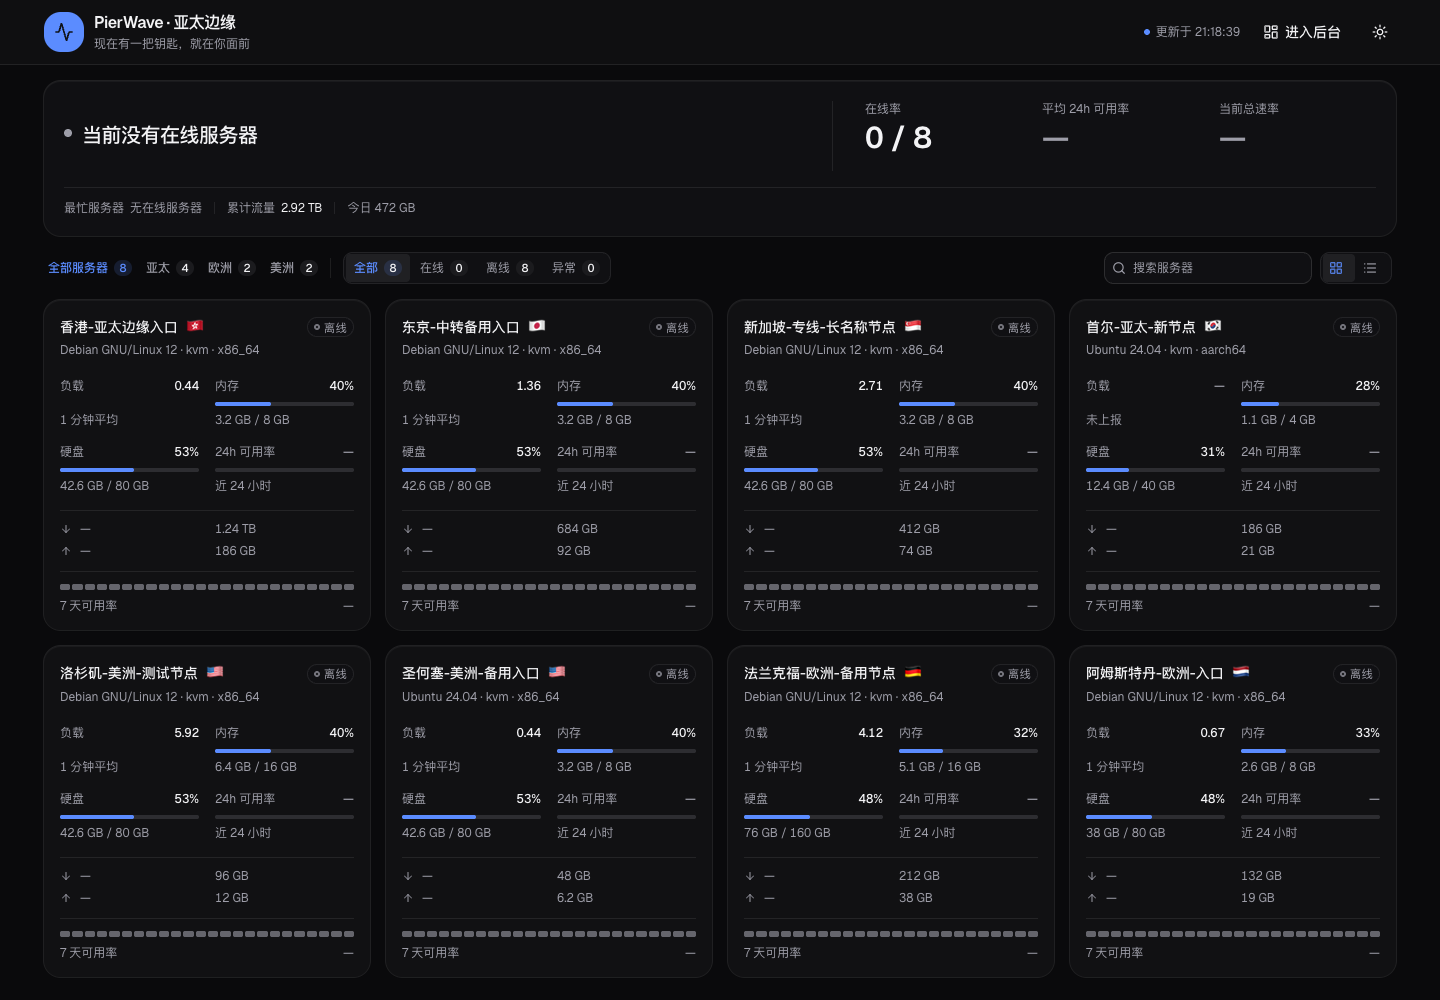 PierWave · 亚太边缘
现在有一把钥匙，就在你面前
更新于 21:18:39
进入后台
当前没有在线服务器
在线率
0 / 8
平均 24h 可用率
—
当前总速率
—
最忙服务器 无在线服务器
累计流量 2.92 TB
今日 472 GB
全部服务器 8
亚太 4
欧洲 2
美洲 2
全部 8
在线 0
离线 8
异常 0
搜索服务器
香港-亚太边缘入口
离线
Debian GNU/Linux 12 · kvm · x86_64
负载 0.44
内存 40%
1 分钟平均
3.2 GB / 8 GB
硬盘 53%
24h 可用率 —
42.6 GB / 80 GB
近 24 小时
↓ — 1.24 TB
↑ — 186 GB
7 天可用率 —
东京-中转备用入口
离线
Debian GNU/Linux 12 · kvm · x86_64
负载 1.36
内存 40%
1 分钟平均
3.2 GB / 8 GB
硬盘 53%
24h 可用率 —
42.6 GB / 80 GB
近 24 小时
↓ — 684 GB
↑ — 92 GB
7 天可用率 —
新加坡-专线-长名称节点
离线
Debian GNU/Linux 12 · kvm · x86_64
负载 2.71
内存 40%
1 分钟平均
3.2 GB / 8 GB
硬盘 53%
24h 可用率 —
42.6 GB / 80 GB
近 24 小时
↓ — 412 GB
↑ — 74 GB
7 天可用率 —
首尔-亚太-新节点
离线
Ubuntu 24.04 · kvm · aarch64
负载 —
内存 28%
未上报
1.1 GB / 4 GB
硬盘 31%
24h 可用率 —
12.4 GB / 40 GB
近 24 小时
↓ — 186 GB
↑ — 21 GB
7 天可用率 —
洛杉矶-美洲-测试节点
离线
Debian GNU/Linux 12 · kvm · x86_64
负载 5.92
内存 40%
1 分钟平均
6.4 GB / 16 GB
硬盘 53%
24h 可用率 —
42.6 GB / 80 GB
近 24 小时
↓ — 96 GB
↑ — 12 GB
7 天可用率 —
圣何塞-美洲-备用入口
离线
Ubuntu 24.04 · kvm · x86_64
负载 0.44
内存 40%
1 分钟平均
3.2 GB / 8 GB
硬盘 53%
24h 可用率 —
42.6 GB / 80 GB
近 24 小时
↓ — 48 GB
↑ — 6.2 GB
7 天可用率 —
法兰克福-欧洲-备用节点
离线
Debian GNU/Linux 12 · kvm · x86_64
负载 4.12
内存 32%
1 分钟平均
5.1 GB / 16 GB
硬盘 48%
24h 可用率 —
76 GB / 160 GB
近 24 小时
↓ — 212 GB
↑ — 38 GB
7 天可用率 —
阿姆斯特丹-欧洲-入口
离线
Debian GNU/Linux 12 · kvm · x86_64
负载 0.67
内存 33%
1 分钟平均
2.6 GB / 8 GB
硬盘 48%
24h 可用率 —
38 GB / 80 GB
近 24 小时
↓ — 132 GB
↑ — 19 GB
7 天可用率 —